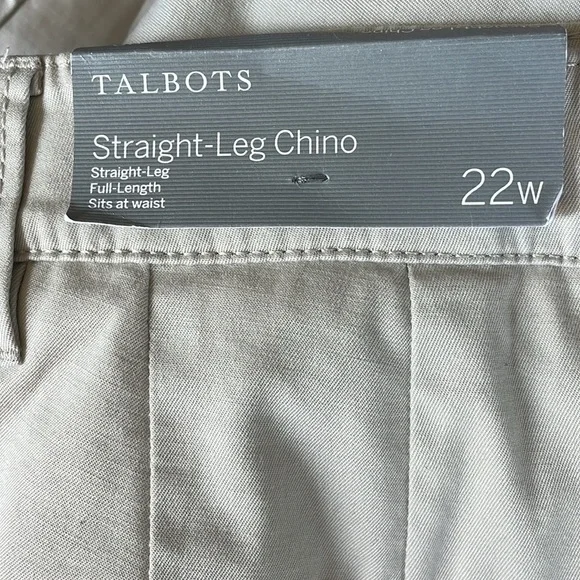 TALBOTS
Straight-Leg Chino
Straight-Leg
Full-Length
Sits at waist
22W